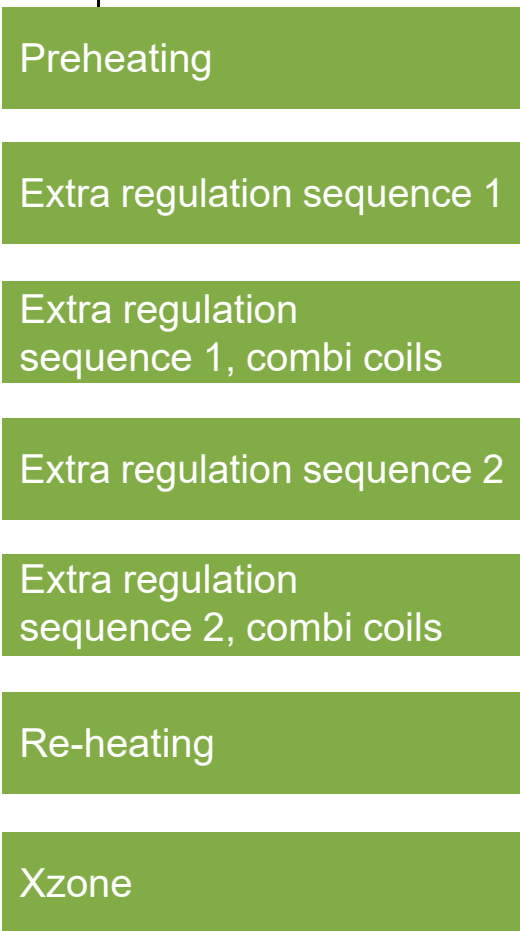 Preheating
Extra regulation sequence 1
Extra regulation
sequence 1, combi coils
Extra regulation sequence 2
Extra regulation
sequence 2, combi coils
Re-heating
Xzone